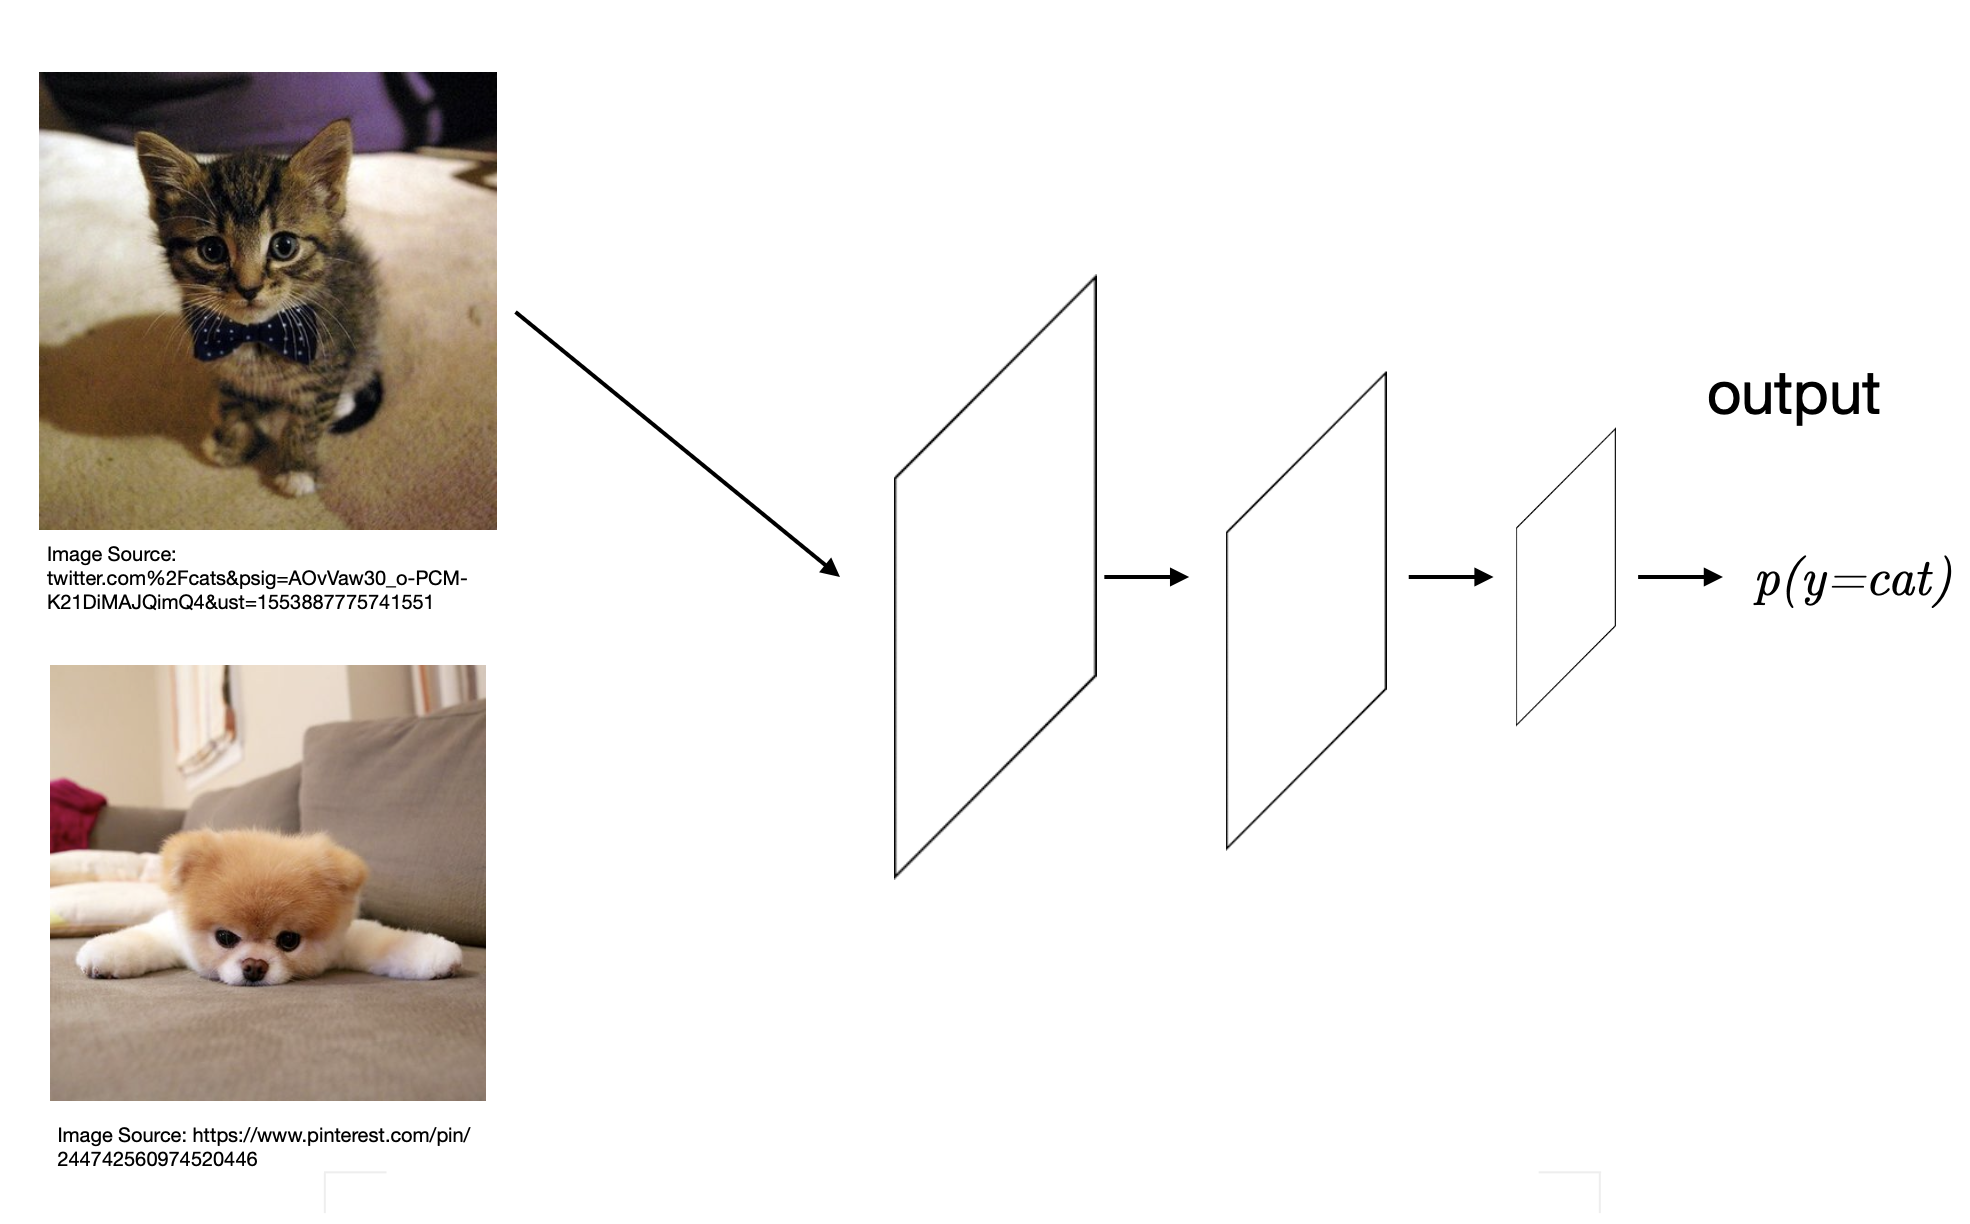 Image Source:
twitter.com%2Fcats&psig=AOvVaw30_o-PCM-
K21DiMAJQimQ4&ust=1553887775741551
output
p(y=cat)
Image Source: https://www.pinterest.com/pin/
244742560974520446